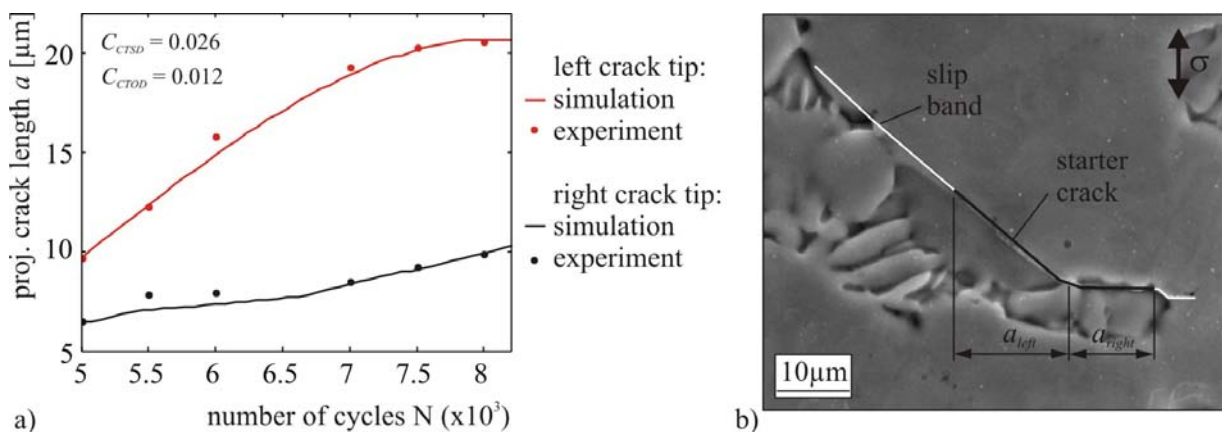 a)
proj. crack length a [μm]
20
15
10
5
C_CTSD = 0.026
C_CTOD = 0.012
5 5.5 6 7 7.5 8
number of cycles N (x10³)
left crack tip:
simulation
experiment
right crack tip:
simulation
experiment
b)
slip
band
starter
crack
σ
a_left
a_right
10μm